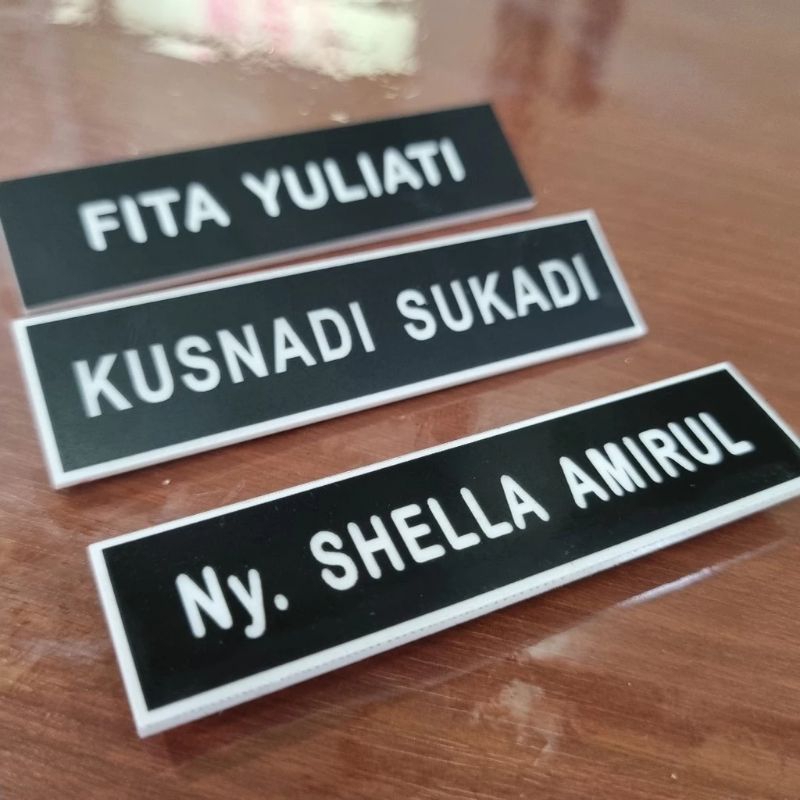 FITA YULIATI
KUSNADI SUKADI
Ny. SHELLA AMIRUL